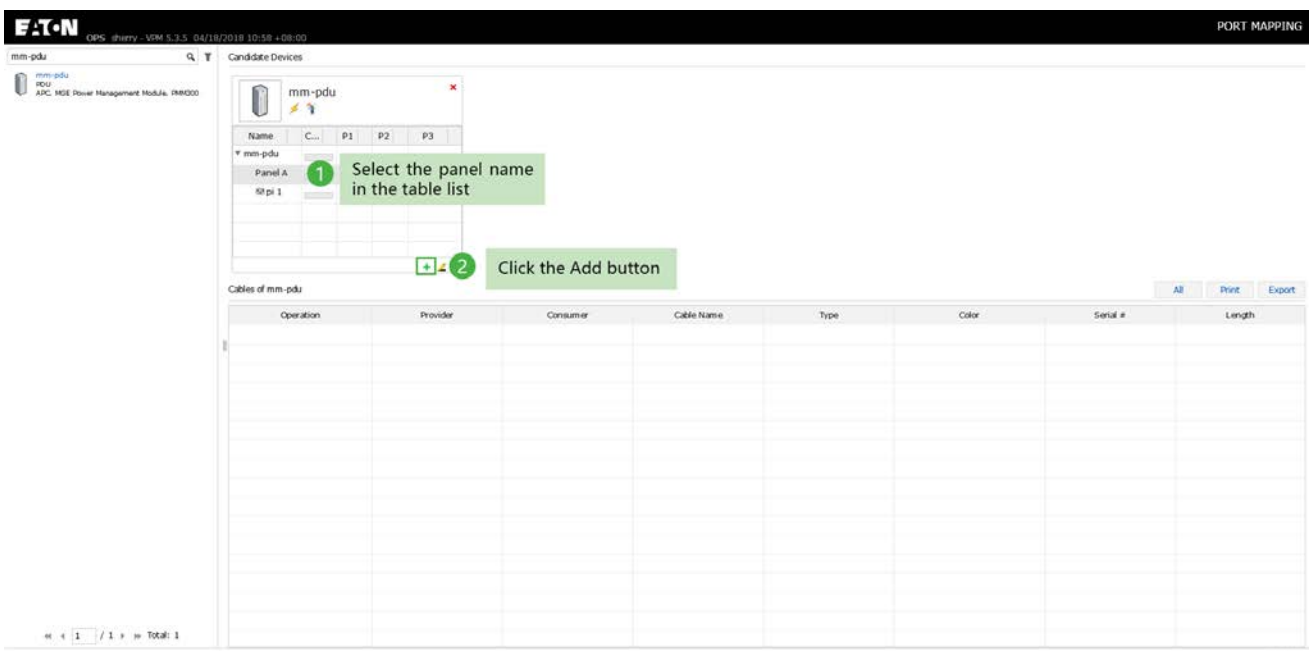 EATON OPS sherry - VPM 5.3.5 04/18/2018 10:58 +08:00 PORT MAPPING
mm-pdu
Candidate Devices
mm-pdu
PDU
APC, MGE Power Management Module, PMM300
mm-pdu
Name C... P1 P2 P3
mm-pdu
Panel A
pi 1
1 Select the panel name
in the table list
2 Click the Add button
Cables of mm-pdu
All Print Export
Operation Provider Consumer Cable Name Type Color Serial # Length
1 / 1 Total: 1